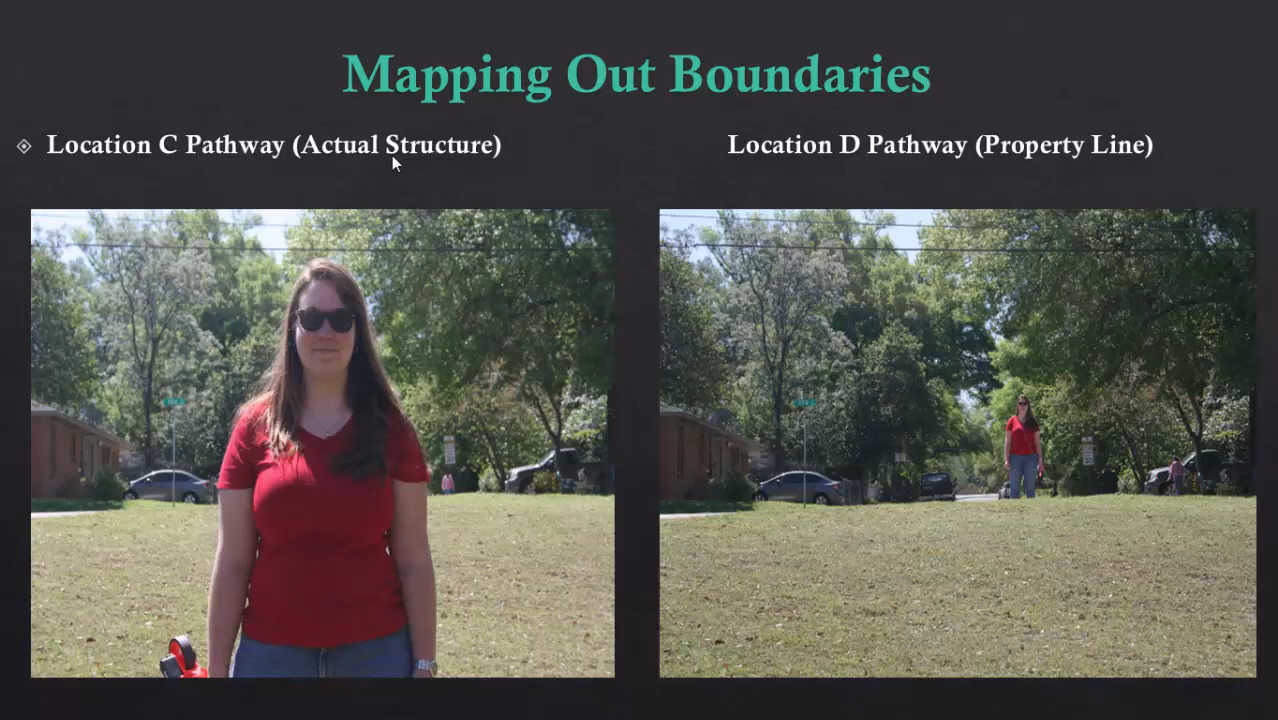 Mapping Out Boundaries
Location C Pathway (Actual Structure)
Location D Pathway (Property Line)